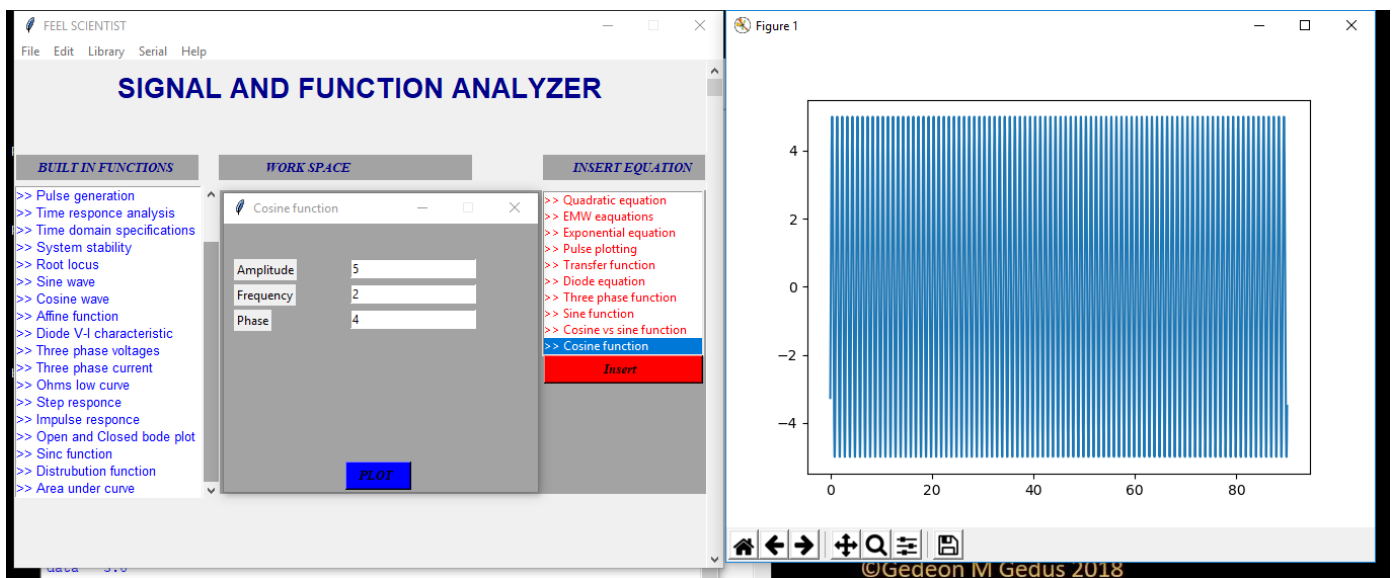 FEEL SCIENTIST
File Edit Library Serial Help
SIGNAL AND FUNCTION ANALYZER
BUILT IN FUNCTIONS
>> Pulse generation
>> Time responce analysis
>> Time domain specifications
>> System stability
>> Root locus
>> Sine wave
>> Cosine wave
>> Affine function
>> Diode V-I characteristic
>> Three phase voltages
>> Three phase current
>> Ohms low curve
>> Step responce
>> Impulse responce
>> Open and Closed bode plot
>> Sinc function
>> Distrubution function
>> Area under curve
WORK SPACE
Cosine function
Amplitude 5
Frequency 2
Phase 4
PLOT
INSERT EQUATION
>> Quadratic equation
>> EMW eaquations
>> Exponential equation
>> Pulse plotting
>> Transfer function
>> Diode equation
>> Three phase function
>> Sine function
>> Cosine vs sine function
>> Cosine function
Insert
Figure 1
4
2
0
−2
−4
0 20 40 60 80
©Gedeon M Gedus 2018